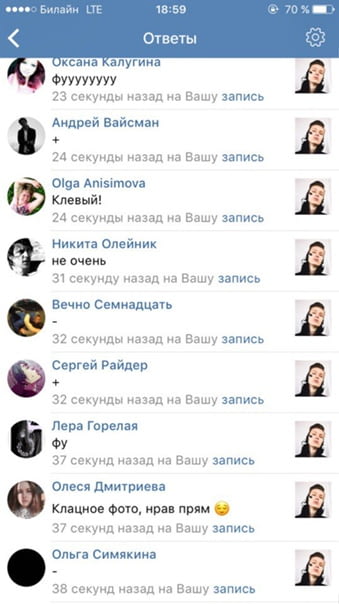 Билайн LTE 18:59 70 %
Ответы
Оксана Калугина
фуууууууу
23 секунды назад на Вашу запись
Андрей Вайсман
+
24 секунды назад на Вашу запись
Olga Anisimova
Клевый!
24 секунды назад на Вашу запись
Никита Олейник
не очень
31 секунду назад на Вашу запись
Вечно Семнадцать
-
32 секунды назад на Вашу запись
Сергей Райдер
+
32 секунды назад на Вашу запись
Лера Горелая
фу
37 секунд назад на Вашу запись
Олеся Дмитриева
Клацное фото, нрав прям 😌
37 секунд назад на Вашу запись
Ольга Симякина
-
38 секунд назад на Вашу запись